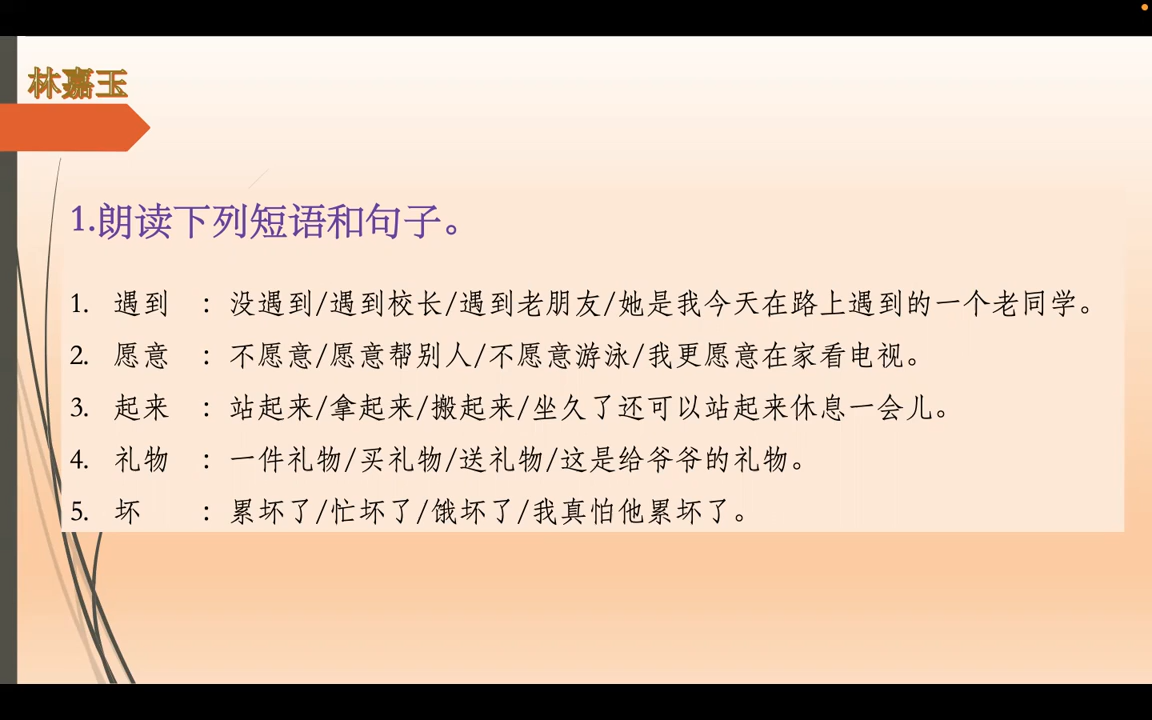 林嘉玉
1.朗读下列短语和句子。
1. 遇到 : 没遇到/遇到校长/遇到老朋友/她是我今天在路上遇到的一个老同学。
2. 愿意 : 不愿意/愿意帮别人/不愿意游泳/我更愿意在家看电视。
3. 起来 : 站起来/拿起来/搬起来/坐久了还可以站起来休息一会儿。
4. 礼物 : 一件礼物/买礼物/送礼物/这是给爷爷的礼物。
5. 坏 : 累坏了/忙坏了/饿坏了/我真怕他累坏了。